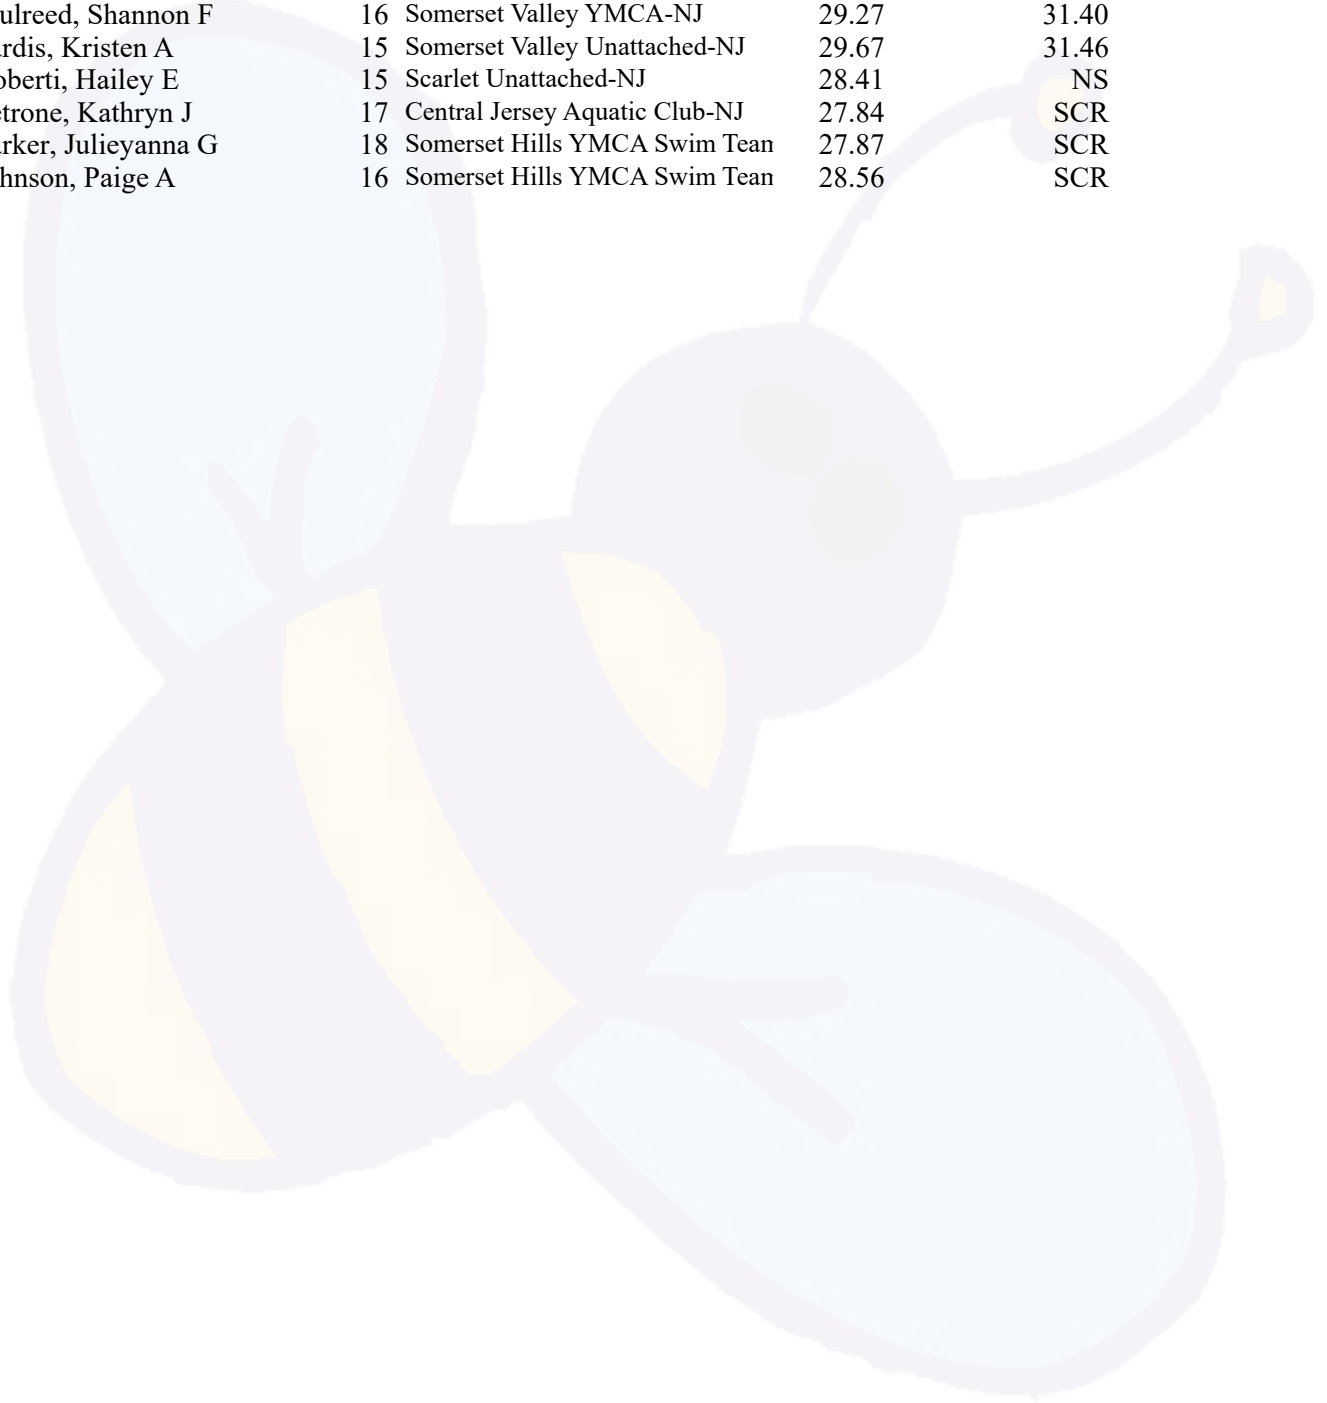 ulreed, Shannon F 16 Somerset Valley YMCA-NJ 29.27 31.40
rdis, Kristen A 15 Somerset Valley Unattached-NJ 29.67 31.46
oberti, Hailey E 15 Scarlet Unattached-NJ 28.41 NS
etrone, Kathryn J 17 Central Jersey Aquatic Club-NJ 27.84 SCR
arker, Julieyanna G 18 Somerset Hills YMCA Swim Tean 27.87 SCR
hnson, Paige A 16 Somerset Hills YMCA Swim Tean 28.56 SCR